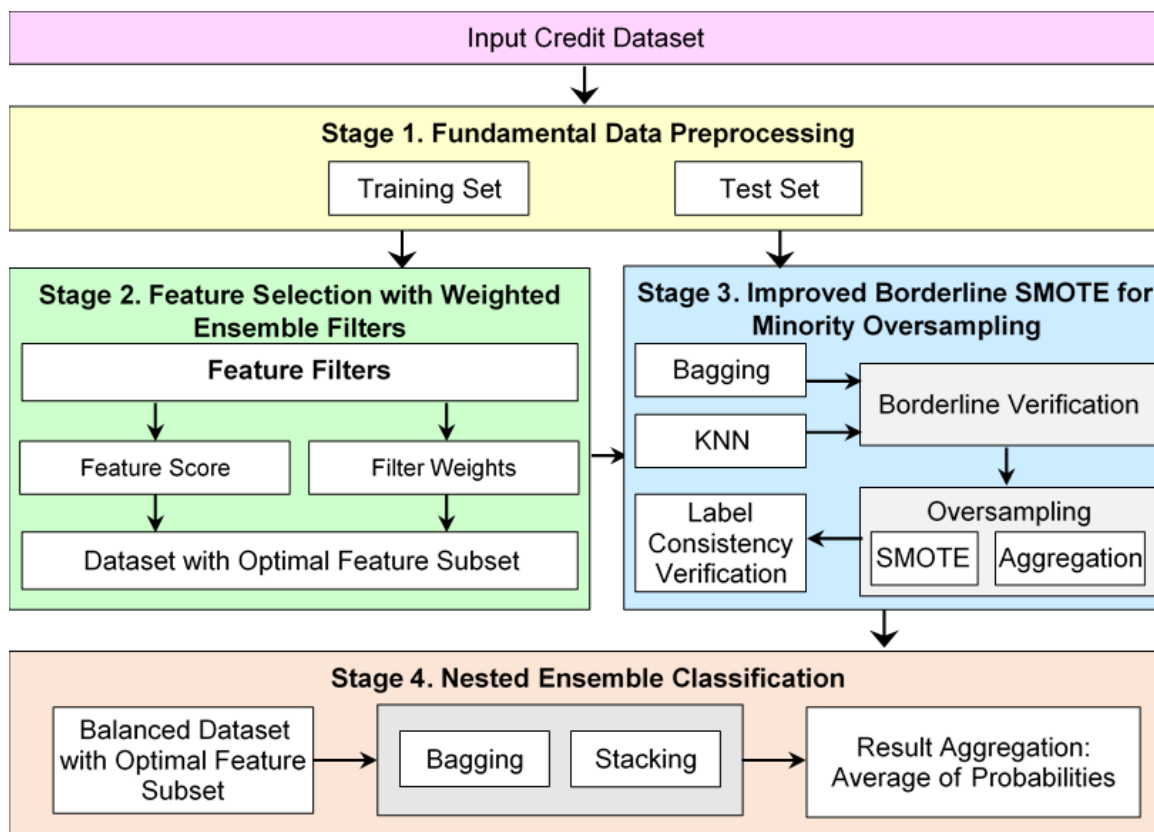 Input Credit Dataset
Stage 1. Fundamental Data Preprocessing
Training Set
Test Set
Stage 2. Feature Selection with Weighted
Ensemble Filters
Feature Filters
Feature Score
Filter Weights
Dataset with Optimal Feature Subset
Stage 3. Improved Borderline SMOTE for
Minority Oversampling
Bagging
KNN
Borderline Verification
Label
Consistency
Verification
Oversampling
SMOTE
Aggregation
Stage 4. Nested Ensemble Classification
Balanced Dataset
with Optimal Feature
Subset
Bagging
Stacking
Result Aggregation:
Average of Probabilities